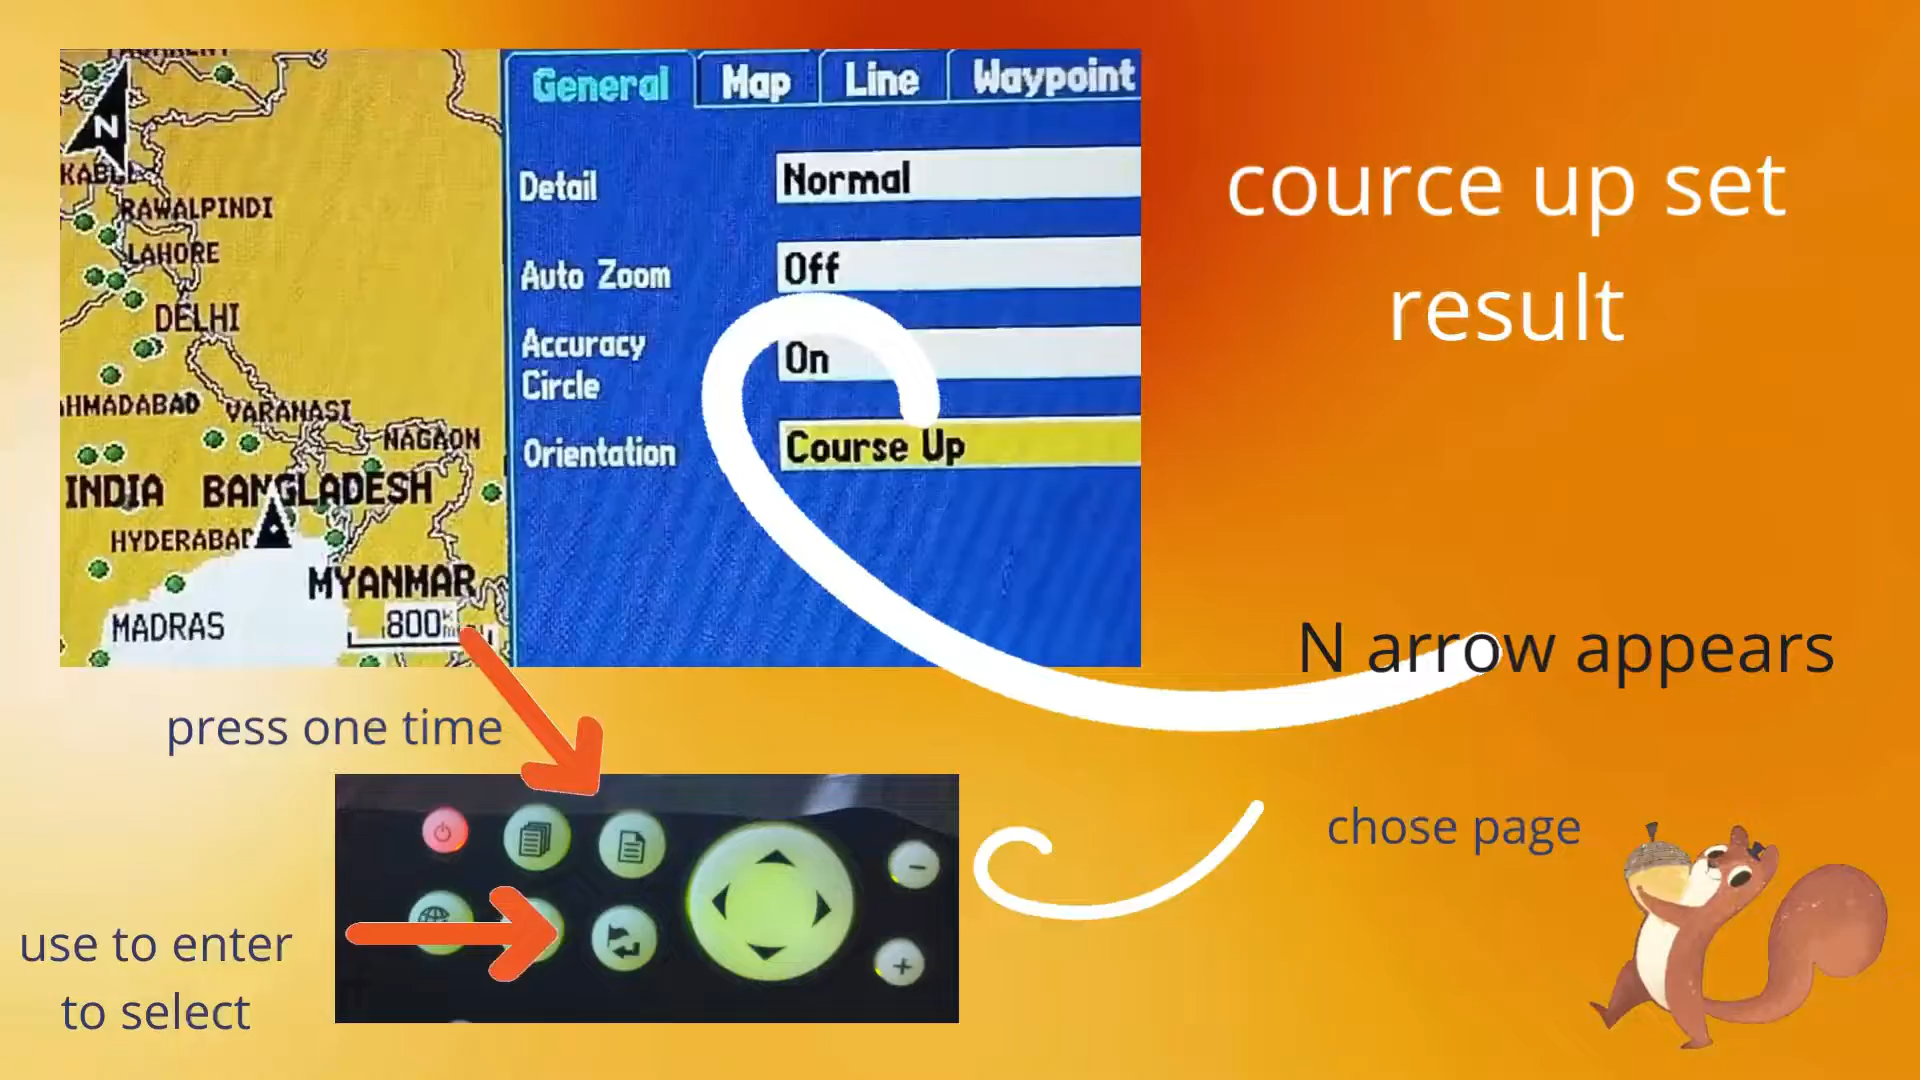 TASHKENT
N
KABUL
RAWALPINDI
LAHORE
DELHI
AHMADABAD
VARANASI
NAGAON
INDIA BANGLADESH
HYDERABAD
MYANMAR
800
MADRAS
General Map Line Waypoint
Detail Normal
Auto Zoom Off
Accuracy
Circle
On
Orientation Course Up
cource up set
result
N arrow appears
press one time
chose page
use to enter
to select